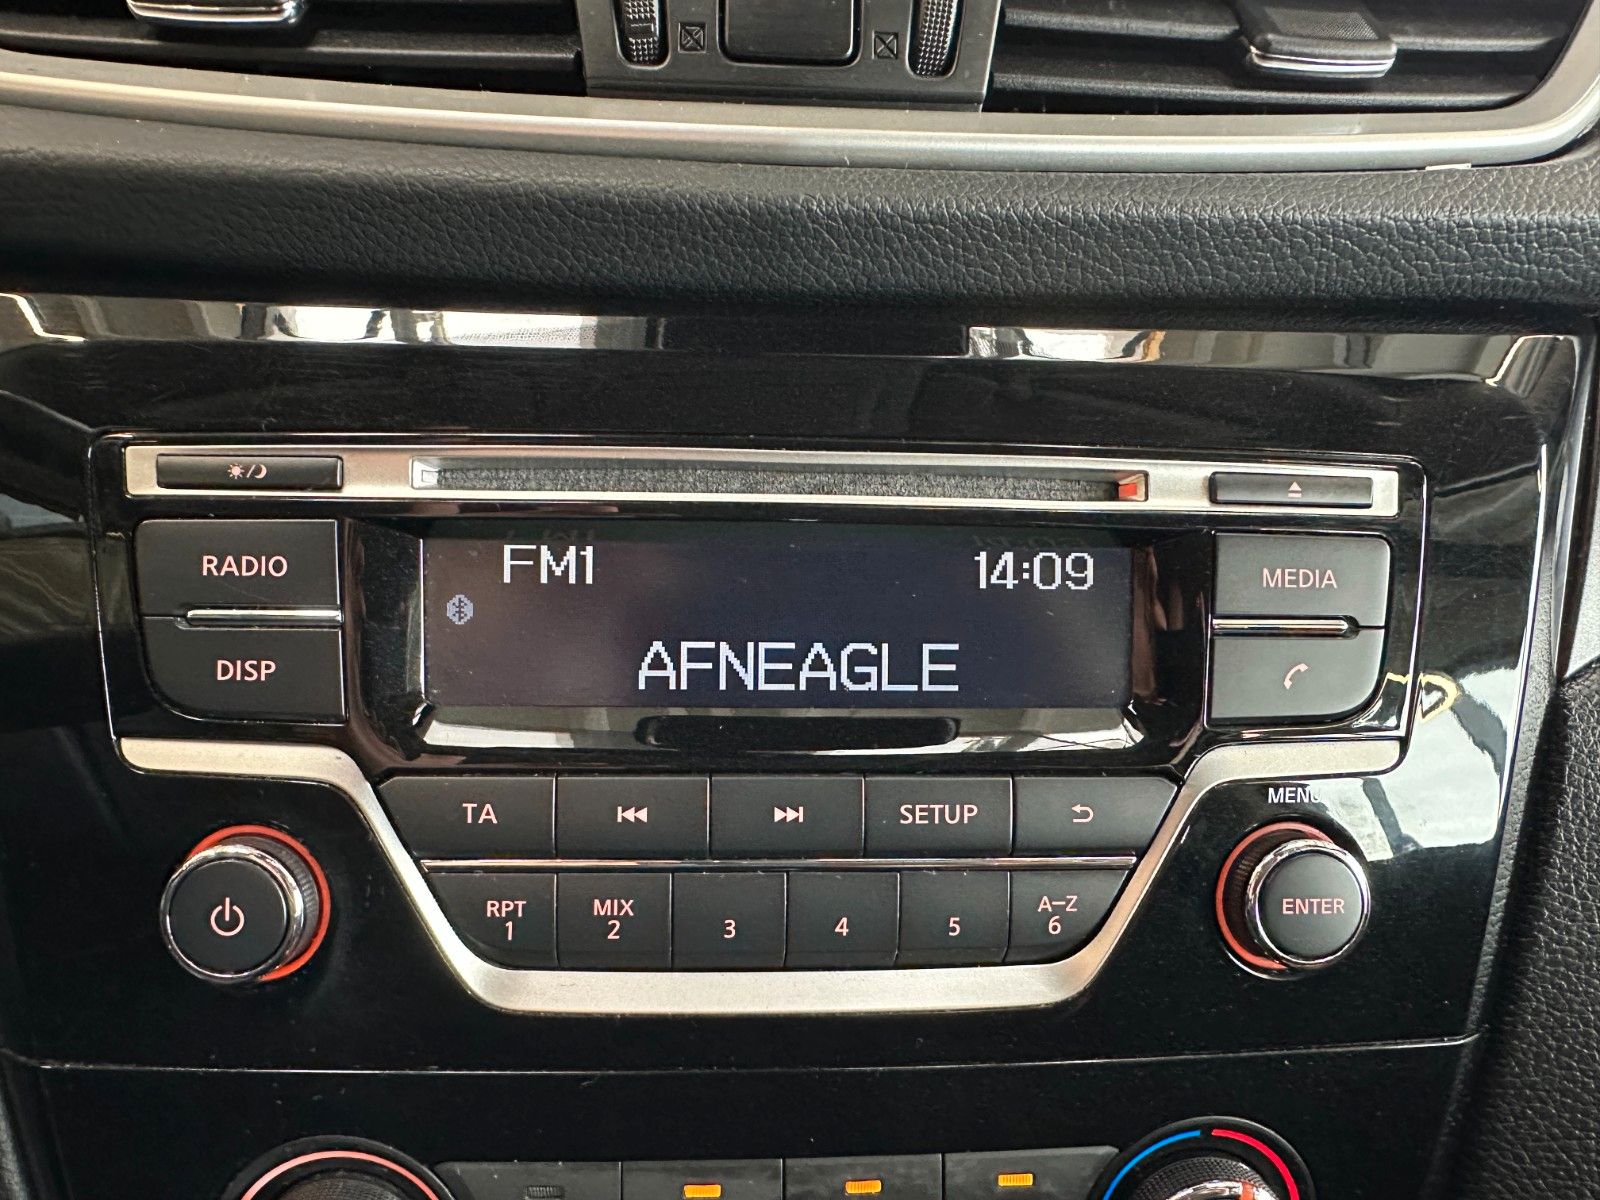 RADIO
DISP
FM1 14:09
AFNEAGLE
MEDIA
TA
SETUP
MENU
RPT
1
MIX
2
3
4
5
A–Z
6
ENTER